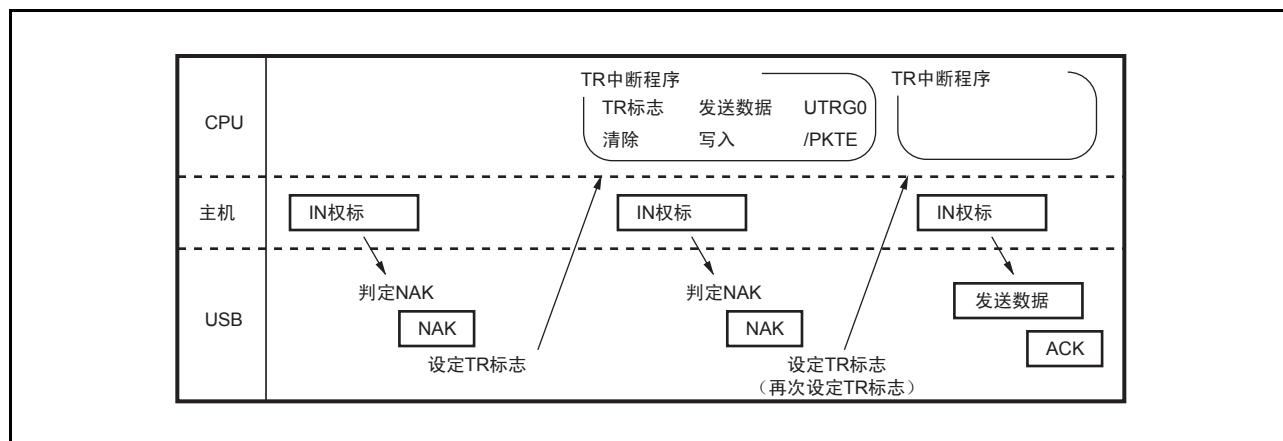 CPU
TR中断程序
TR标志 发送数据 UTRG0
清除 写入 /PKTE
TR中断程序
主机
IN权标
IN权标
IN权标
USB
判定NAK
NAK
设定TR标志
判定NAK
NAK
设定TR标志
（再次设定TR标志）
发送数据
ACK